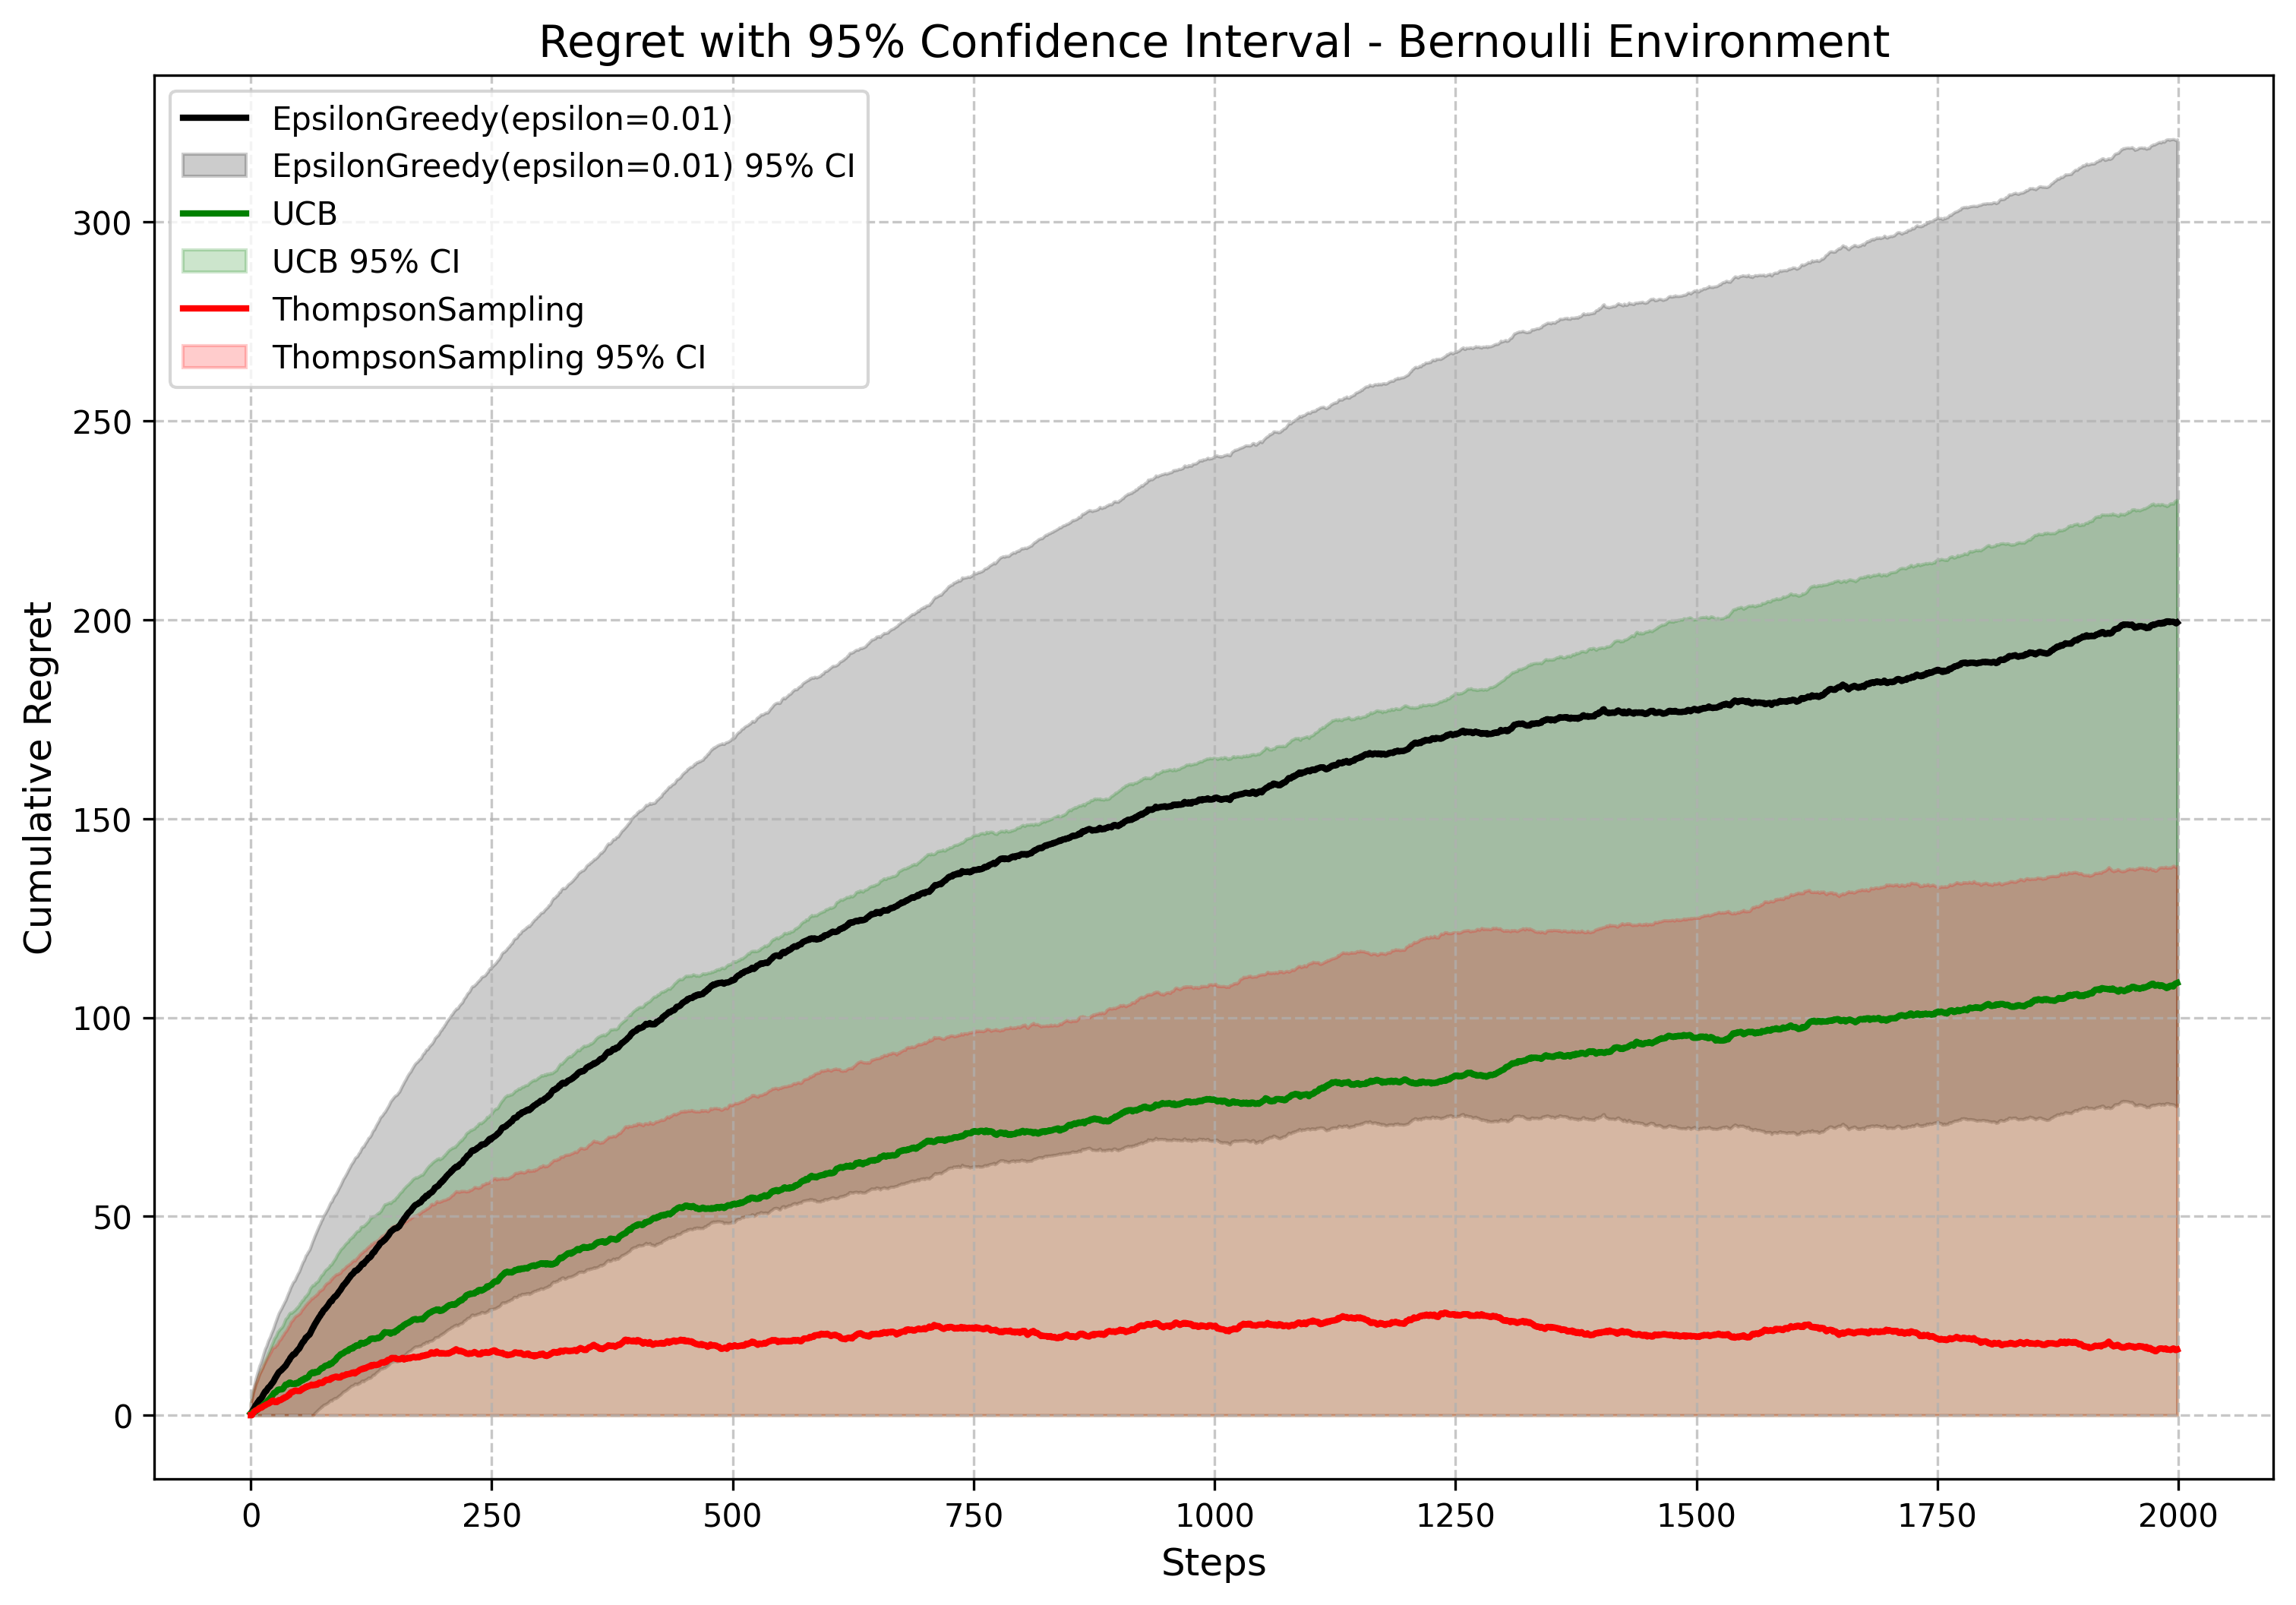 Regret with 95% Confidence Interval - Bernoulli Environment
EpsilonGreedy(epsilon=0.01)
EpsilonGreedy(epsilon=0.01) 95% CI
UCB
UCB 95% CI
ThompsonSampling
ThompsonSampling 95% CI
300
250
200
150
100
50
0
Cumulative Regret
0 250 500 750 1000 1250 1500 1750 2000
Steps